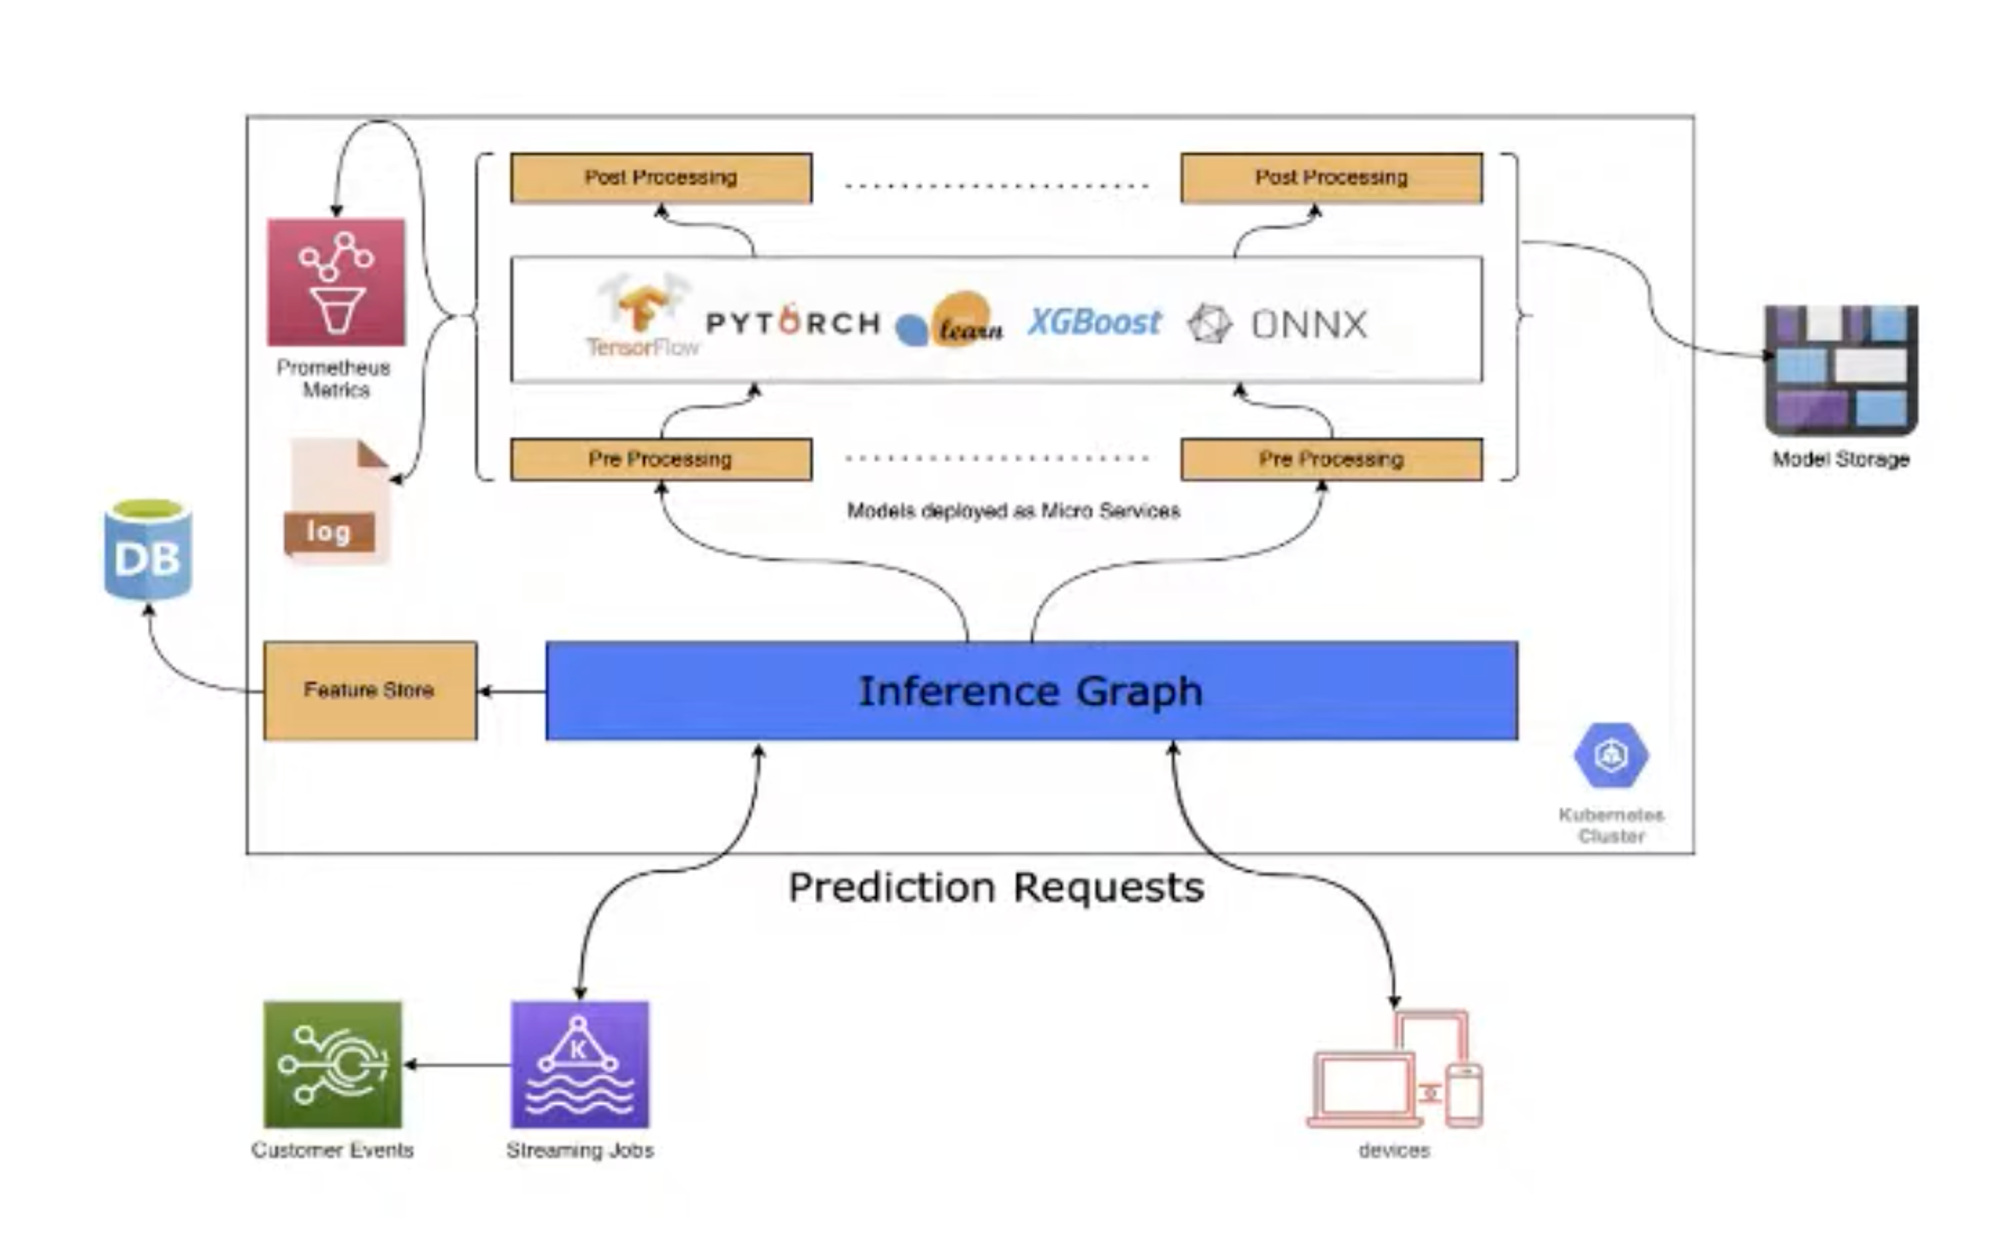 Post Processing
Post Processing
TensorFlow
PYTORCH
learn
XGBoost
ONNX
Prometheus
Metrics
Pre Processing
Pre Processing
Model Storage
Models deployed as Micro Services
log
DB
Feature Store
Inference Graph
Kubernetes
Cluster
Prediction Requests
K
Customer Events
Streaming Jobs
devices